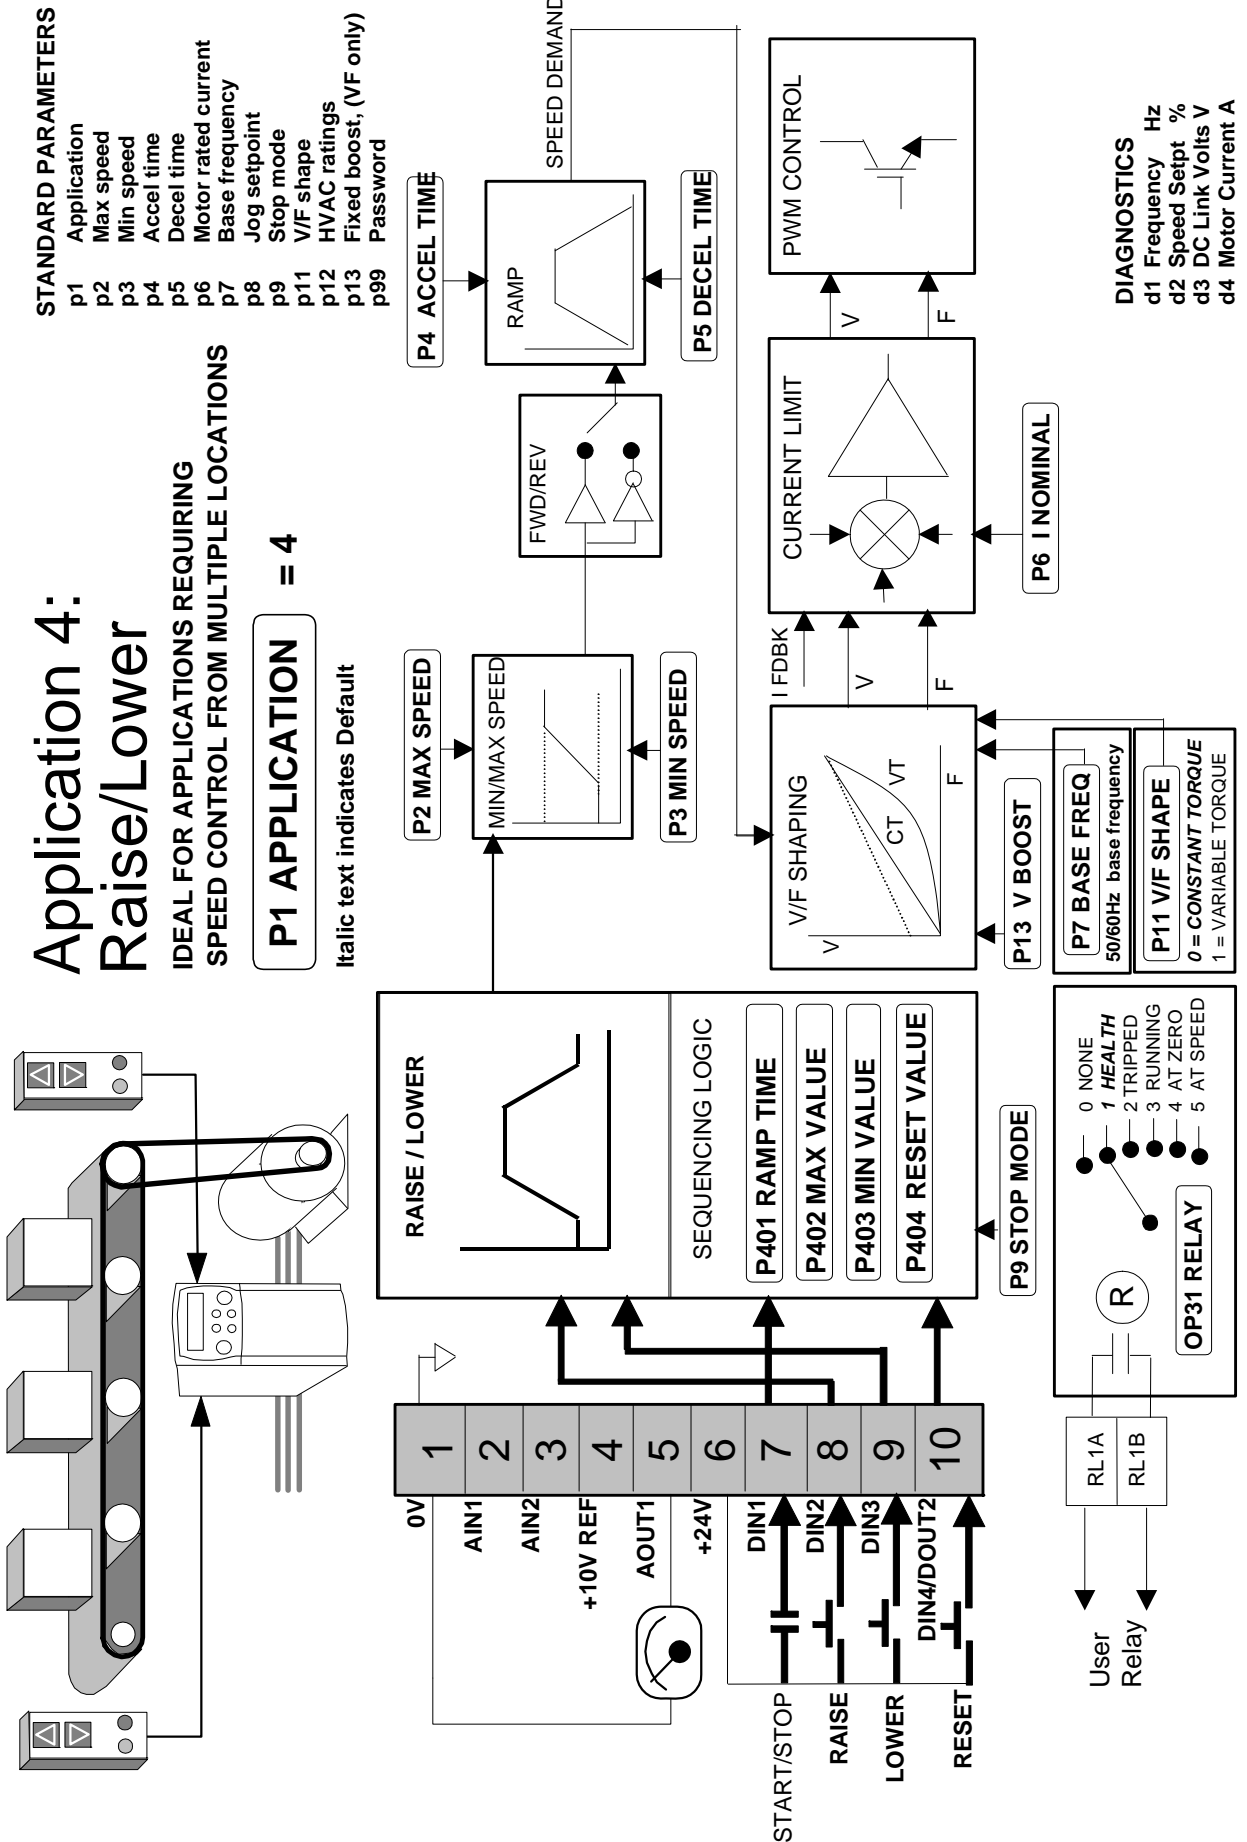 Application 4:
Raise/Lower
IDEAL FOR APPLICATIONS REQUIRING
SPEED CONTROL FROM MULTIPLE LOCATIONS
P1 APPLICATION = 4
Italic text indicates Default
STANDARD PARAMETERS
p1 Application
p2 Max speed
p3 Min speed
p4 Accel time
p5 Decel time
p6 Motor rated current
p7 Base frequency
p8 Jog setpoint
p9 Stop mode
p11 V/F shape
p12 HVAC ratings
p13 Fixed boost, (VF only)
p99 Password
0V
AIN1
AIN2
+10V REF
AOUT1
+24V
DIN1
DIN2
DIN3
DIN4/DOUT2
1
2
3
4
5
6
7
8
9
10
START/STOP
RAISE
LOWER
RESET
RAISE / LOWER
SEQUENCING LOGIC
P401 RAMP TIME
P402 MAX VALUE
P403 MIN VALUE
P404 RESET VALUE
P9 STOP MODE
P2 MAX SPEED
MIN/MAX SPEED
P3 MIN SPEED
FWD/REV
P4 ACCEL TIME
RAMP
P5 DECEL TIME
SPEED DEMAND
V/F SHAPING
V
CT
VT
F
P13 V BOOST
P7 BASE FREQ
50/60Hz base frequency
P11 V/F SHAPE
0 = CONSTANT TORQUE
1 = VARIABLE TORQUE
I FDBK
V
F
CURRENT LIMIT
P6 I NOMINAL
V
F
PWM CONTROL
User
Relay
RL1A
RL1B
R
OP31 RELAY
0 NONE
1 HEALTH
2 TRIPPED
3 RUNNING
4 AT ZERO
5 AT SPEED
DIAGNOSTICS
d1 Frequency Hz
d2 Speed Setpt %
d3 DC Link Volts V
d4 Motor Current A